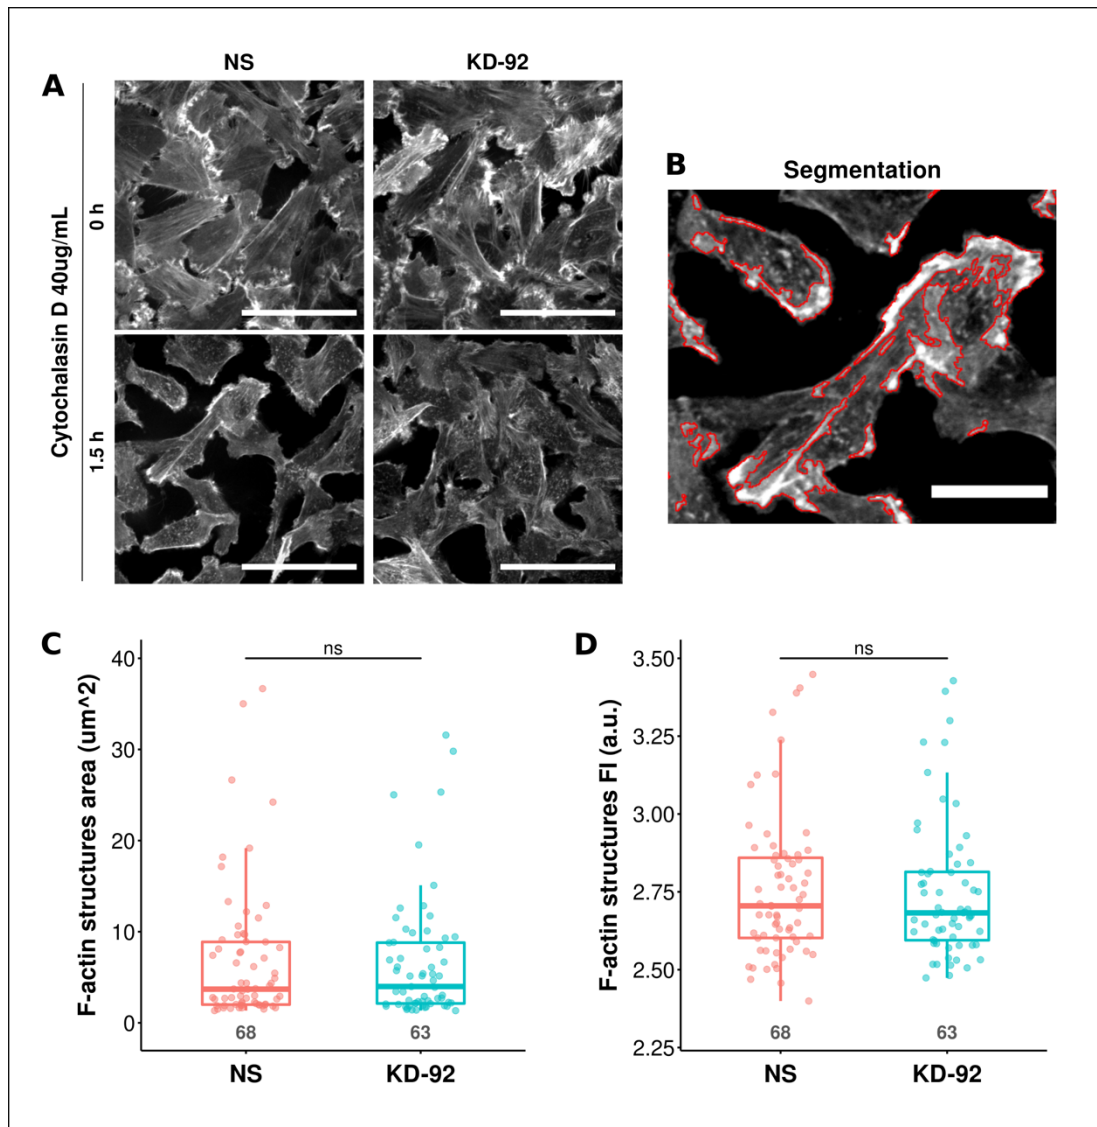 NS KD-92
A
Cytochalasin D 40ug/mL
0 h
1.5 h
B
Segmentation
C
F-actin structures area (um^2)
40
30
20
10
0
ns
68 63
NS KD-92
D
F-actin structures FI (a.u.)
3.50
3.25
3.00
2.75
2.50
2.25
ns
68 63
NS KD-92